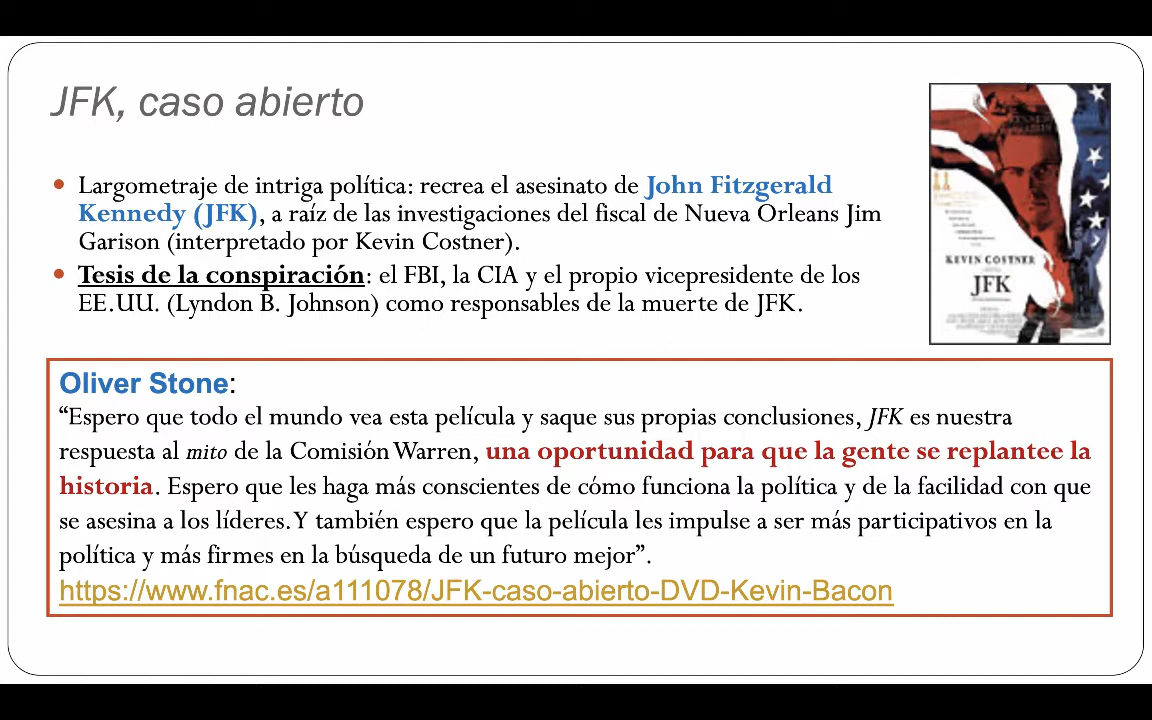 JFK, caso abierto
• Largometraje de intriga política: recrea el asesinato de John Fitzgerald
Kennedy (JFK), a raíz de las investigaciones del fiscal de Nueva Orleans Jim
Garison (interpretado por Kevin Costner).
• Tesis de la conspiración: el FBI, la CIA y el propio vicepresidente de los
EE.UU. (Lyndon B. Johnson) como responsables de la muerte de JFK.
KEVIN COSTNER
JFK
Oliver Stone:
“Espero que todo el mundo vea esta película y saque sus propias conclusiones, JFK es nuestra
respuesta al mito de la Comisión Warren, una oportunidad para que la gente se replantee la
historia. Espero que les haga más conscientes de cómo funciona la política y de la facilidad con que
se asesina a los líderes. Y también espero que la película les impulse a ser más participativos en la
política y más firmes en la búsqueda de un futuro mejor”.
https://www.fnac.es/a111078/JFK-caso-abierto-DVD-Kevin-Bacon